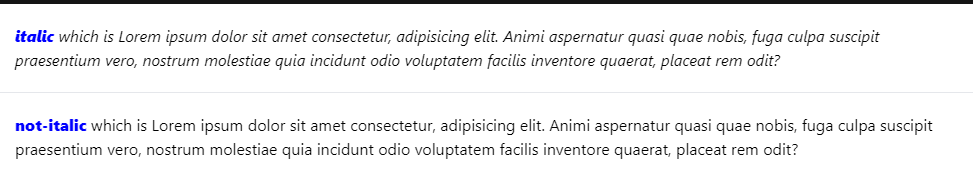 italic which is Lorem ipsum dolor sit amet consectetur, adipisicing elit. Animi aspernatur quasi quae nobis, fuga culpa suscipit
praesentium vero, nostrum molestiae quia incidunt odio voluptatem facilis inventore quaerat, placeat rem odit?
not-italic which is Lorem ipsum dolor sit amet consectetur, adipisicing elit. Animi aspernatur quasi quae nobis, fuga culpa suscipit
praesentium vero, nostrum molestiae quia incidunt odio voluptatem facilis inventore quaerat, placeat rem odit?